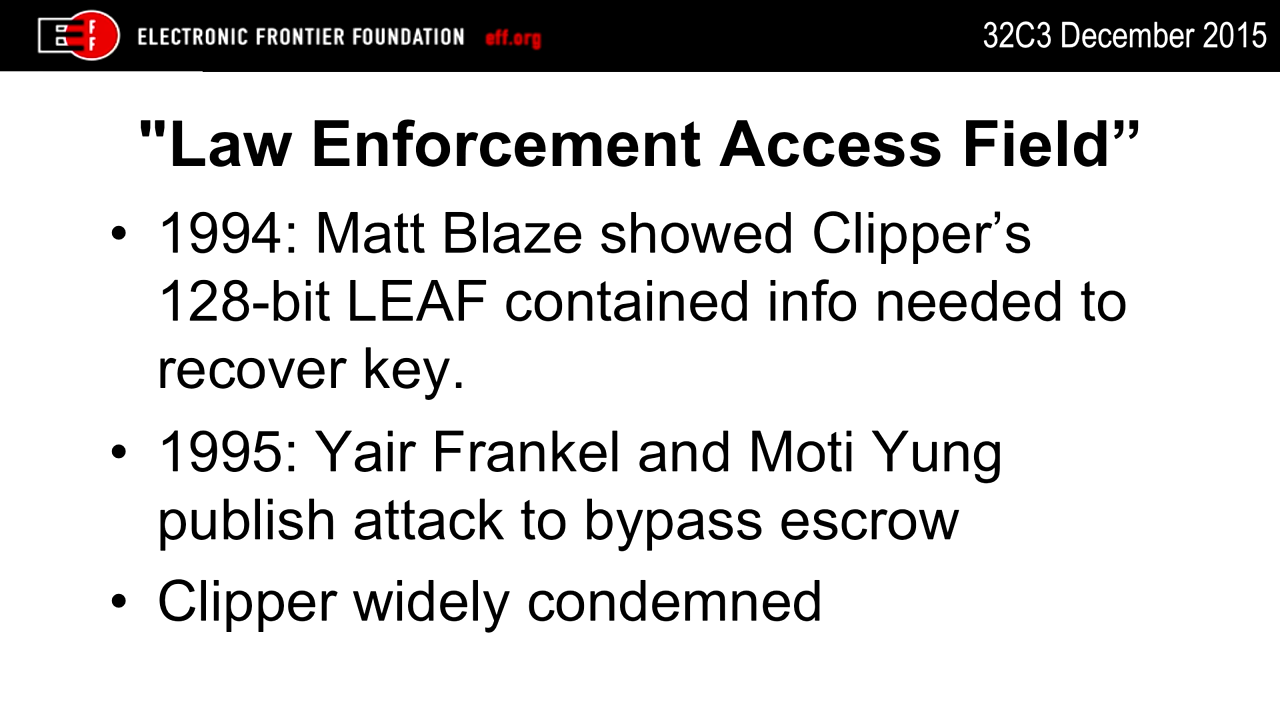 ELECTRONIC FRONTIER FOUNDATION eff.org
32C3 December 2015
"Law Enforcement Access Field”
• 1994: Matt Blaze showed Clipper’s
128-bit LEAF contained info needed to
recover key.
• 1995: Yair Frankel and Moti Yung
publish attack to bypass escrow
• Clipper widely condemned